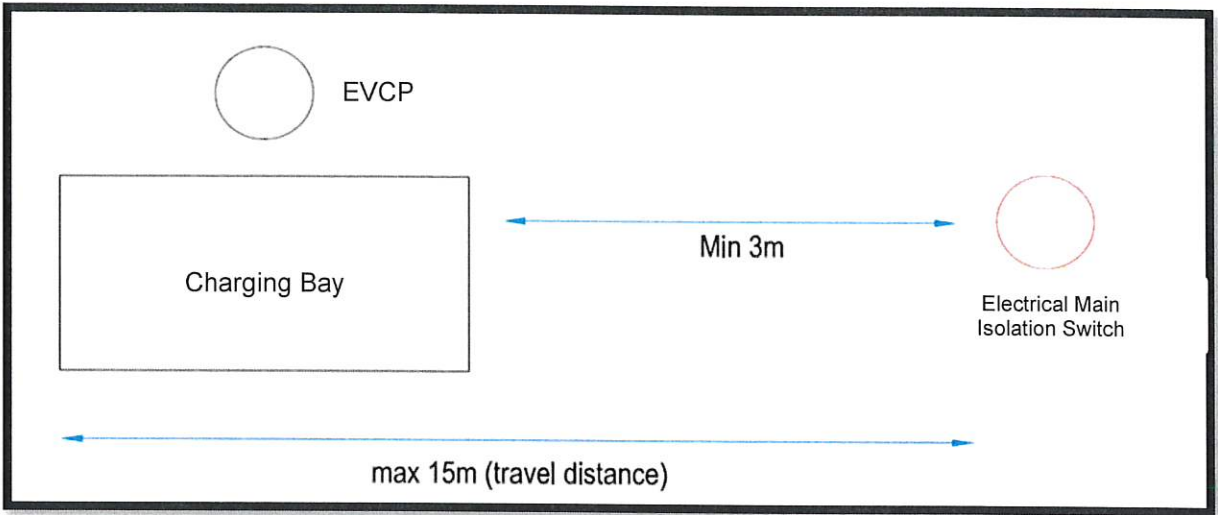 EVCP
Min 3m
Charging Bay
Electrical Main
Isolation Switch
max 15m (travel distance)